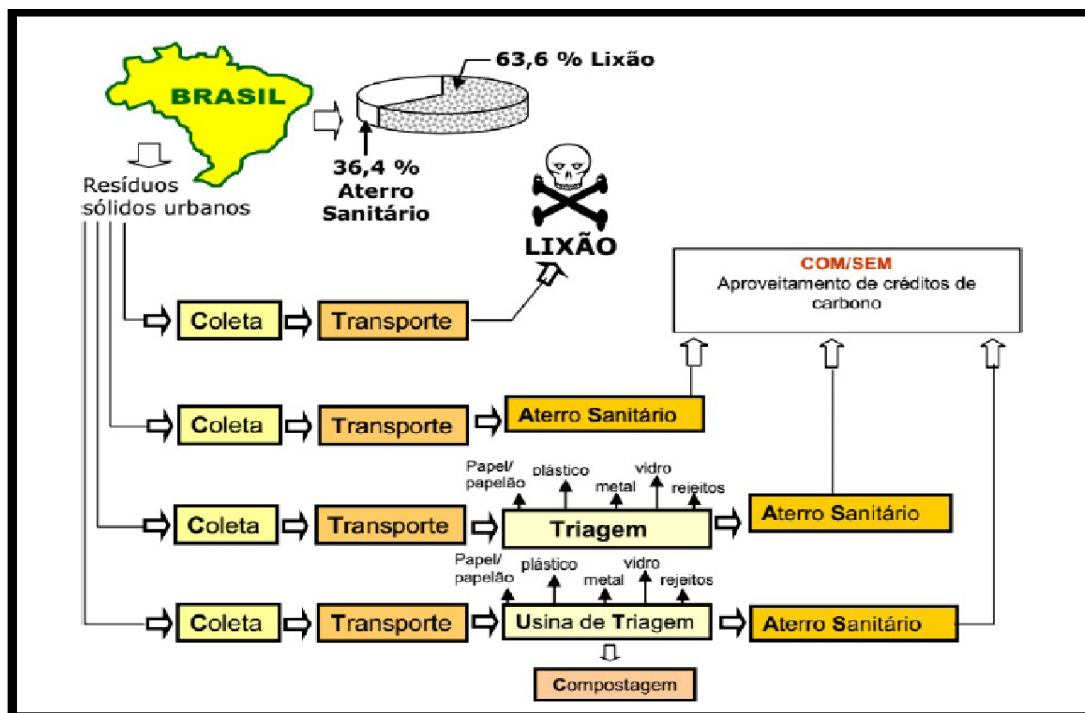 BRASIL
63,6 % Lixão
36,4 %
Aterro
Sanitário
Resíduos
sólidos urbanos
LIXÃO
COM/SEM
Aproveitamento de créditos de
carbono
Coleta
Transporte
Coleta
Transporte
Aterro Sanitário
Papel/
papelão
plástico
metal
vidro
rejeitos
Coleta
Transporte
Triagem
Aterro Sanitário
Papel/
papelão
plástico
metal
vidro
rejeitos
Coleta
Transporte
Usina de Triagem
Aterro Sanitário
Compostagem